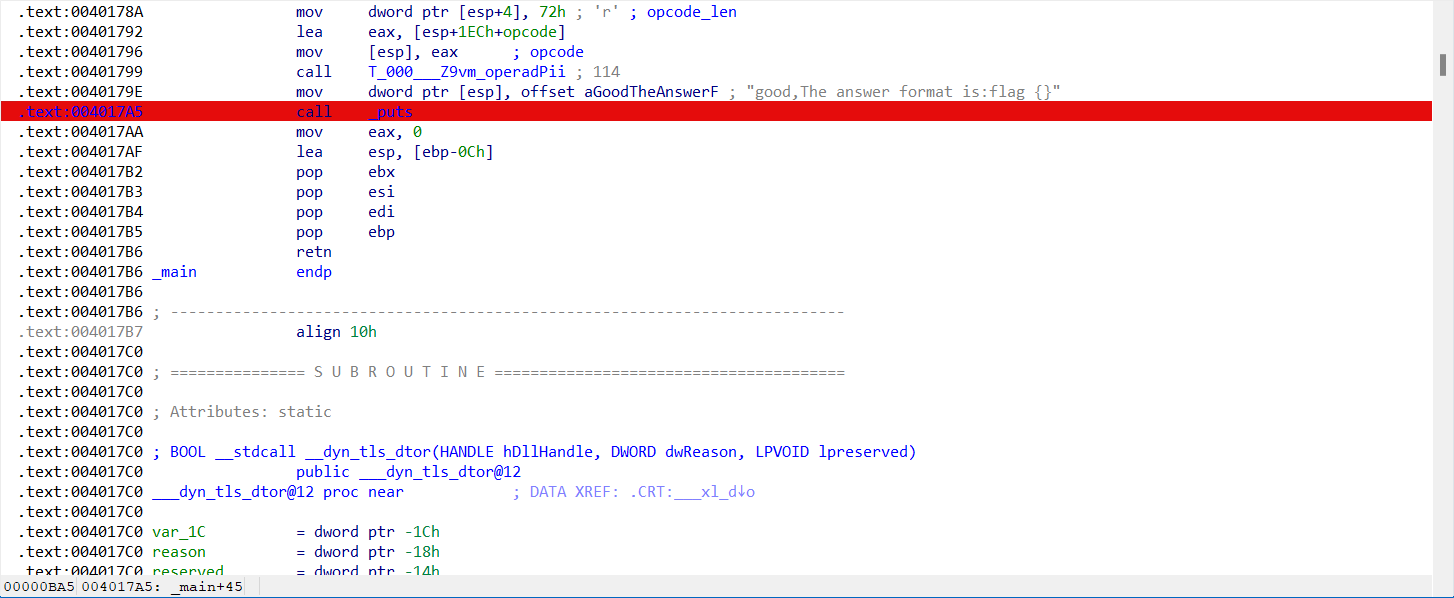 .text:0040178A mov dword ptr [esp+4], 72h ; 'r' ; opcode_len
.text:00401792 lea eax, [esp+1ECh+opcode]
.text:00401796 mov [esp], eax ; opcode
.text:00401799 call T_000___Z9vm_operadPii ; 114
.text:0040179E mov dword ptr [esp], offset aGoodTheAnswerF ; "good,The answer format is:flag {}"
.text:004017A5 call _puts
.text:004017AA mov eax, 0
.text:004017AF lea esp, [ebp-0Ch]
.text:004017B2 pop ebx
.text:004017B3 pop esi
.text:004017B4 pop edi
.text:004017B5 pop ebp
.text:004017B6 retn
.text:004017B6 _main endp
.text:004017B6
.text:004017B6 ; ---------------------------------------------------------------------------
.text:004017B7 align 10h
.text:004017C0
.text:004017C0 ; =============== S U B R O U T I N E =======================================
.text:004017C0
.text:004017C0 ; Attributes: static
.text:004017C0
.text:004017C0 ; BOOL __stdcall __dyn_tls_dtor(HANDLE hDllHandle, DWORD dwReason, LPVOID lpreserved)
.text:004017C0 public ___dyn_tls_dtor@12
.text:004017C0 ___dyn_tls_dtor@12 proc near ; DATA XREF: .CRT:___xl_d↓o
.text:004017C0
.text:004017C0 var_1C = dword ptr -1Ch
.text:004017C0 reason = dword ptr -18h
.text:004017C0 reserved = dword ptr -14h
00000BA5 004017A5: _main+45